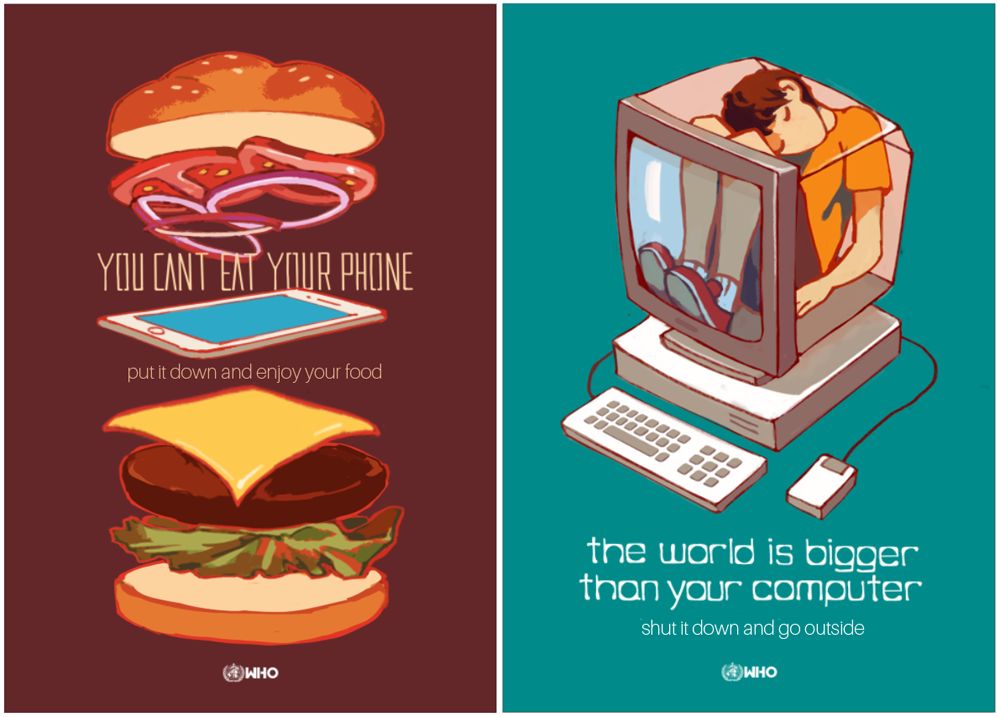 YOU CANT EAT YOUR PHONE
put it down and enjoy your food
WHO
the world is bigger
than your computer
shut it down and go outside
WHO